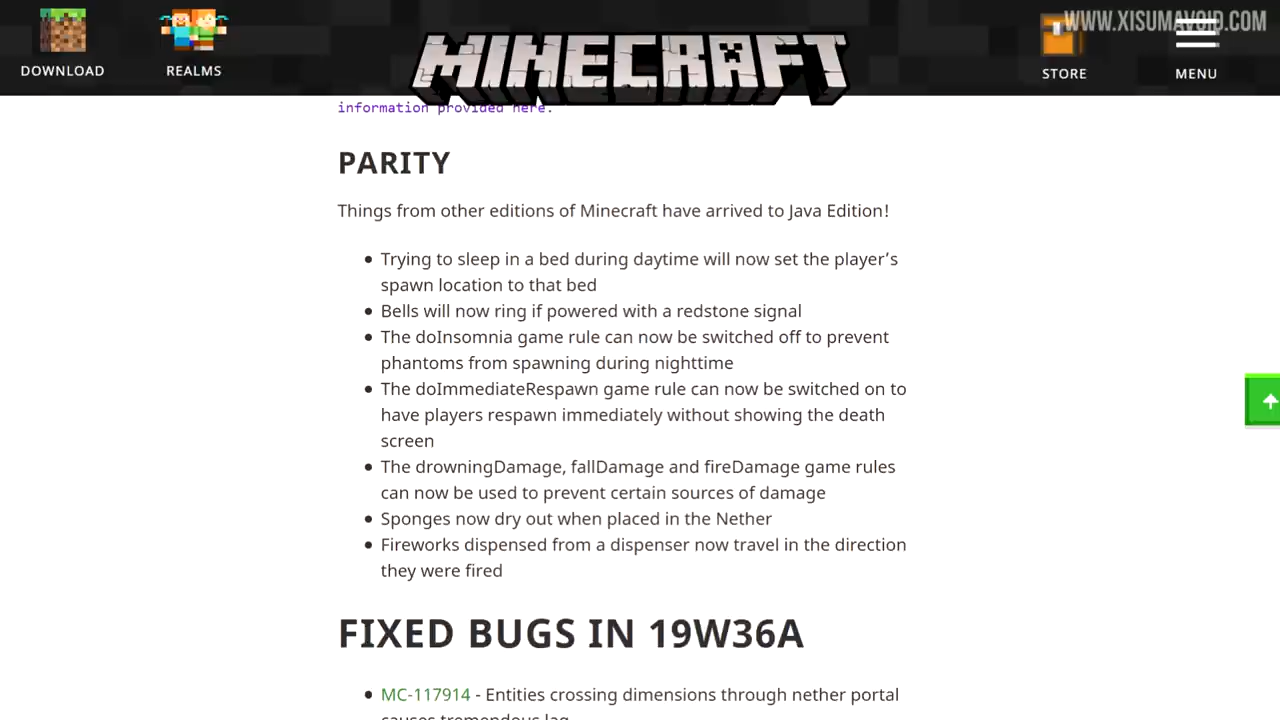 WWW.XISUMAVOID.COM
DOWNLOAD
REALMS
MINECRAFT
STORE
MENU
information provided here.
PARITY
Things from other editions of Minecraft have arrived to Java Edition!
Trying to sleep in a bed during daytime will now set the player’s
spawn location to that bed
Bells will now ring if powered with a redstone signal
The doInsomnia game rule can now be switched off to prevent
phantoms from spawning during nighttime
The doImmediateRespawn game rule can now be switched on to
have players respawn immediately without showing the death
screen
The drowningDamage, fallDamage and fireDamage game rules
can now be used to prevent certain sources of damage
Sponges now dry out when placed in the Nether
Fireworks dispensed from a dispenser now travel in the direction
they were fired
FIXED BUGS IN 19W36A
MC-117914 - Entities crossing dimensions through nether portal
causes tremendous lag